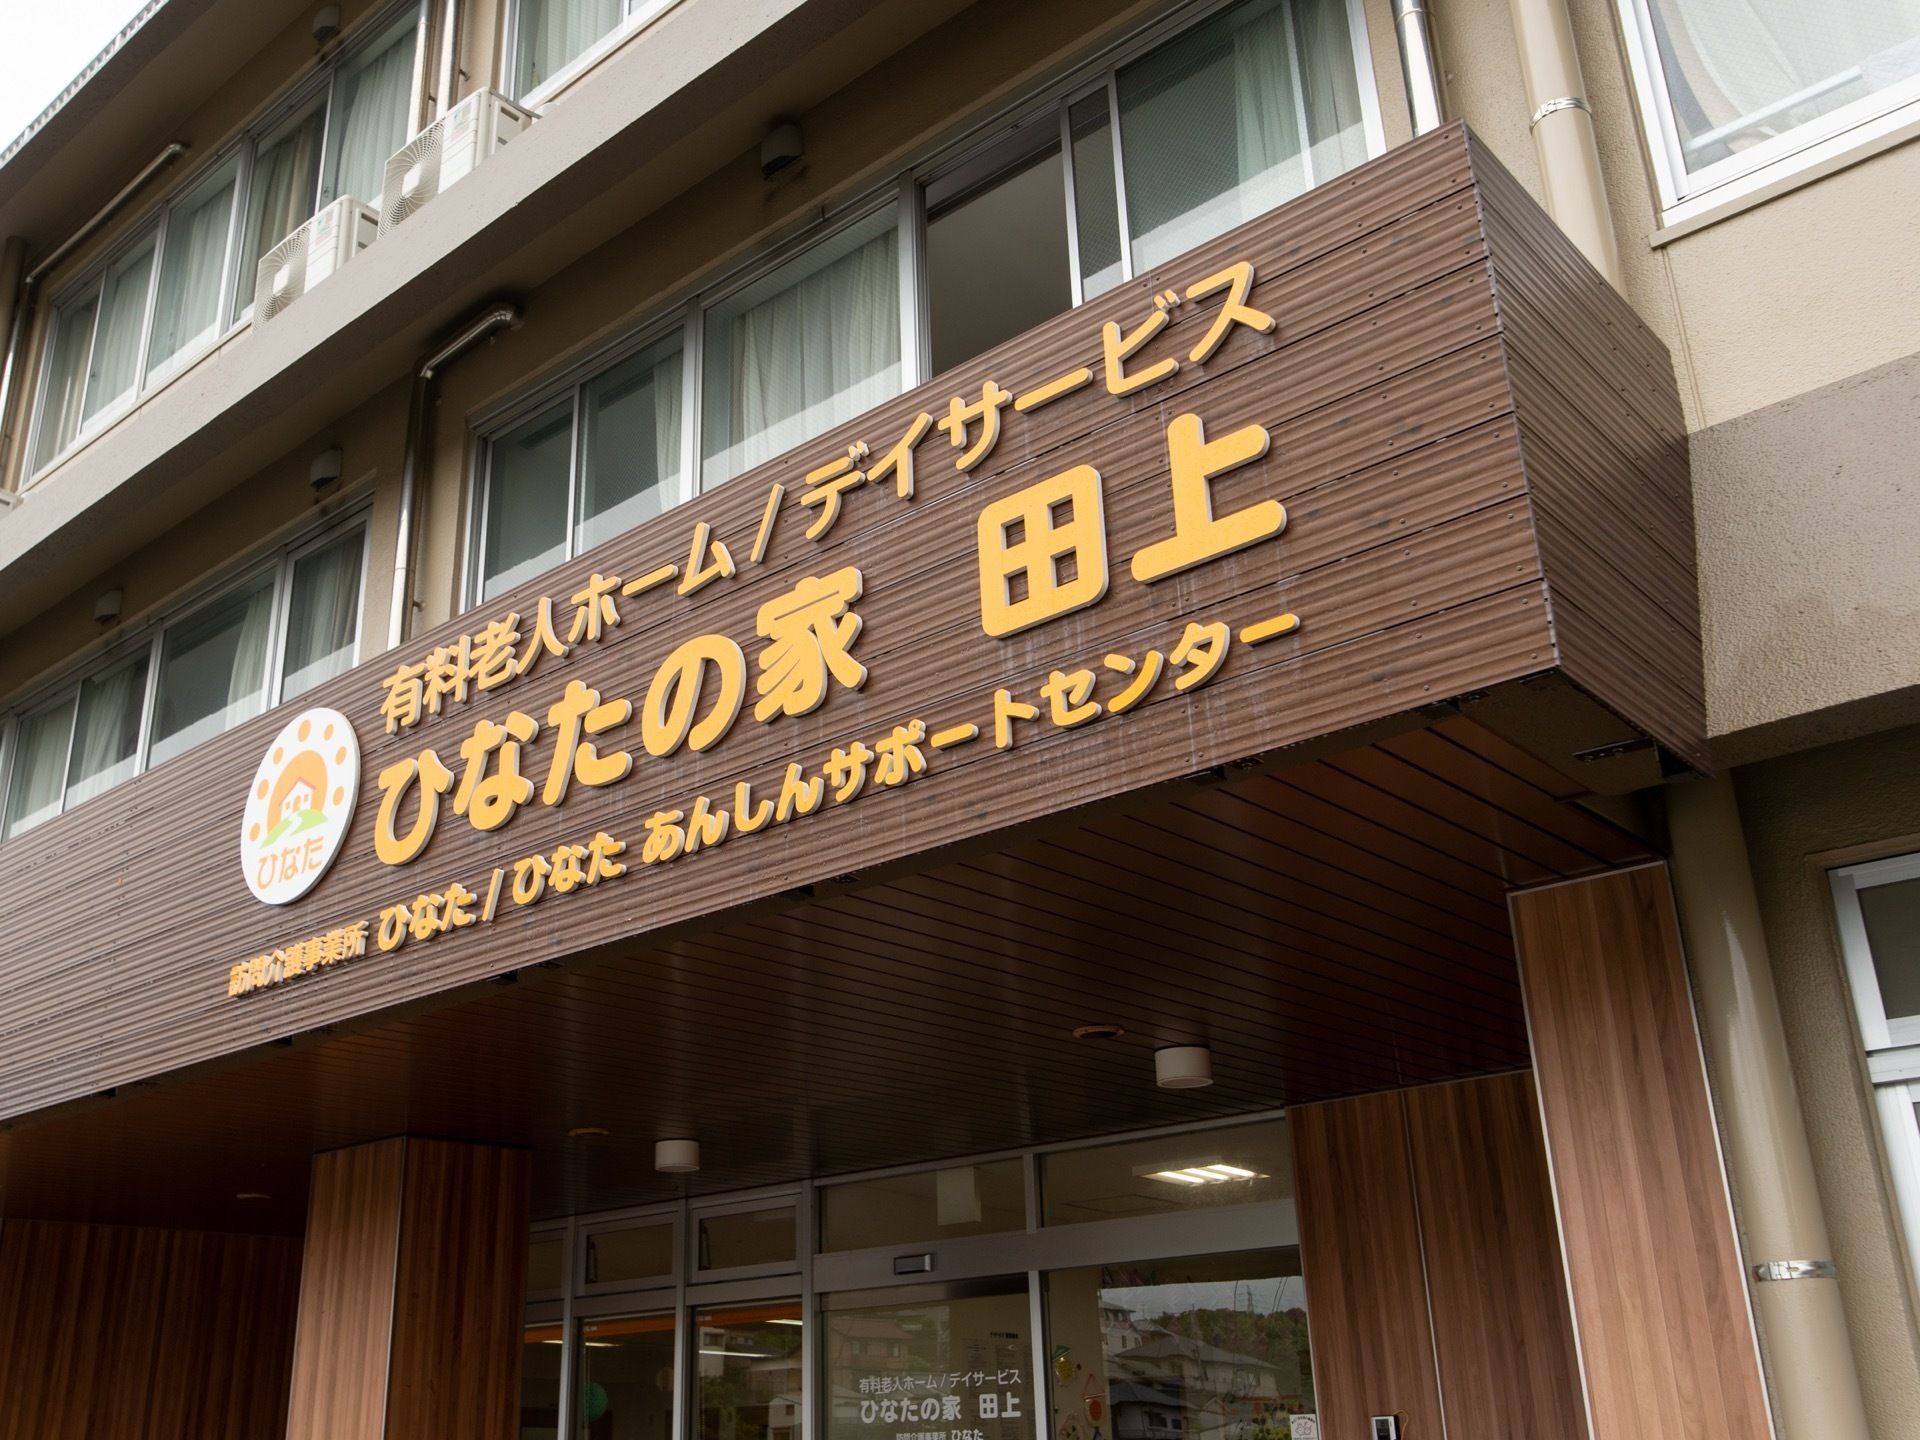 有料老人ホーム/デイサービス
ひなたの家 田上
ひなた
訪問介護事業所 ひなた/ひなた あんしんサポートセンター
有料老人ホーム/デイサービス
ひなたの家 田上
訪問介護事業所 ひなた